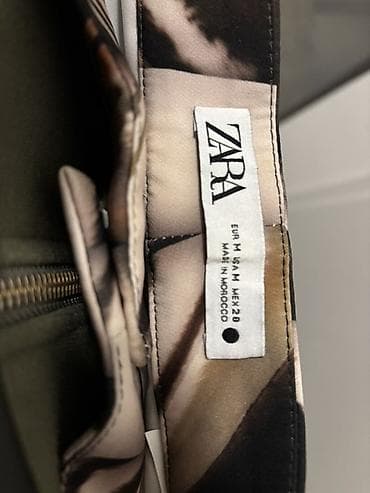 ZARA
EUR M USA M MEX 28
MADE IN MOROCCO